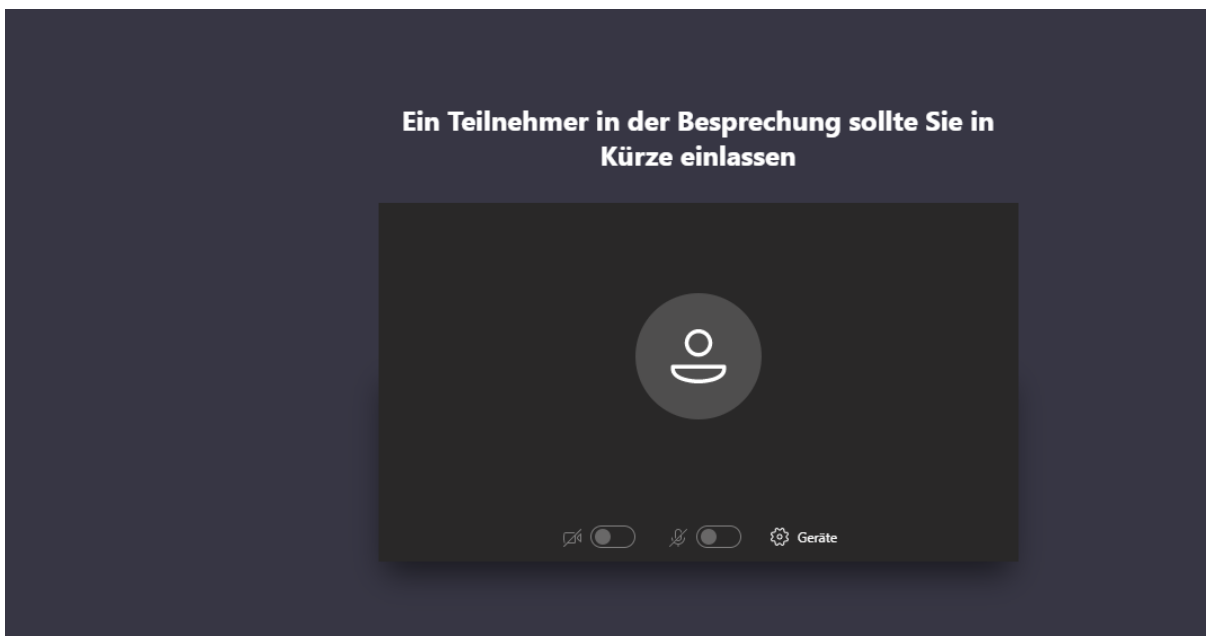 Ein Teilnehmer in der Besprechung sollte Sie in
Kürze einlassen
Geräte